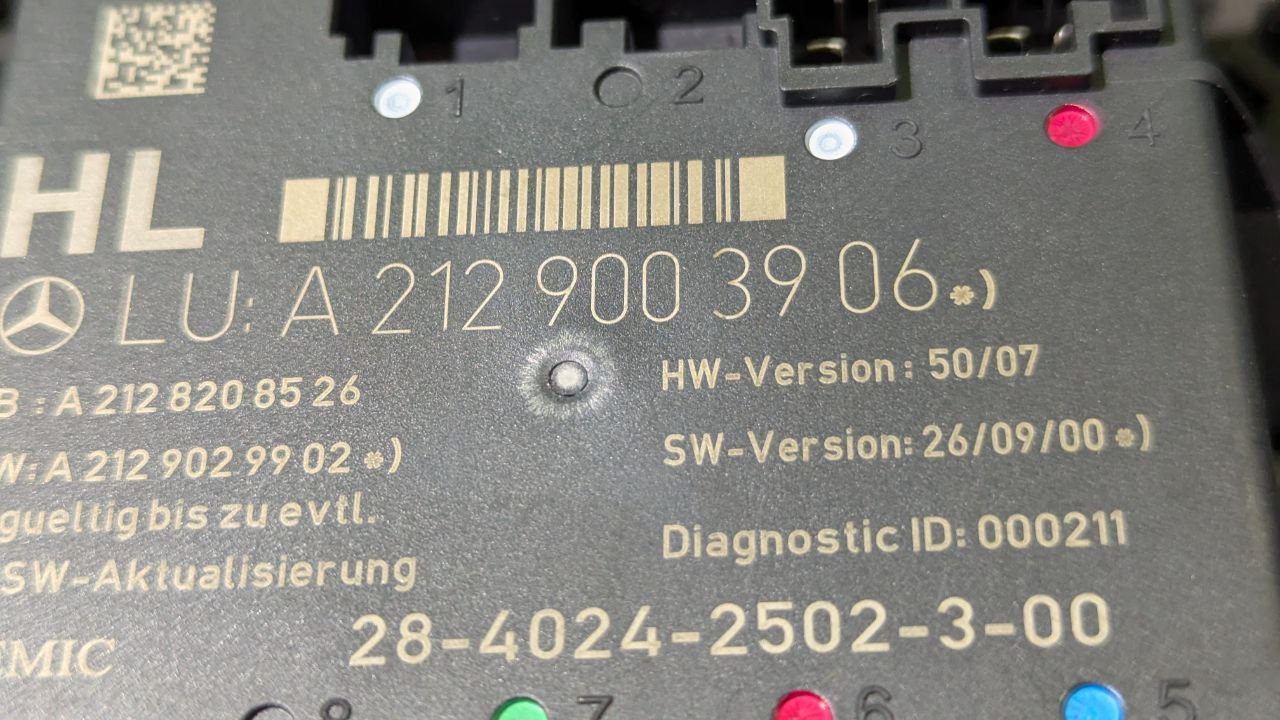 1 2 3 4
HL
LU: A 212 900 39 06 *)
B : A 212 820 85 26
HW-Version: 50/07
W: A 212 902 99 02 *)
SW-Version: 26/09/00 *)
gueltig bis zu evtl.
SW-Aktualisierung
Diagnostic ID: 000211
EMIC
28-4024-2502-3-00
8 7 6 5